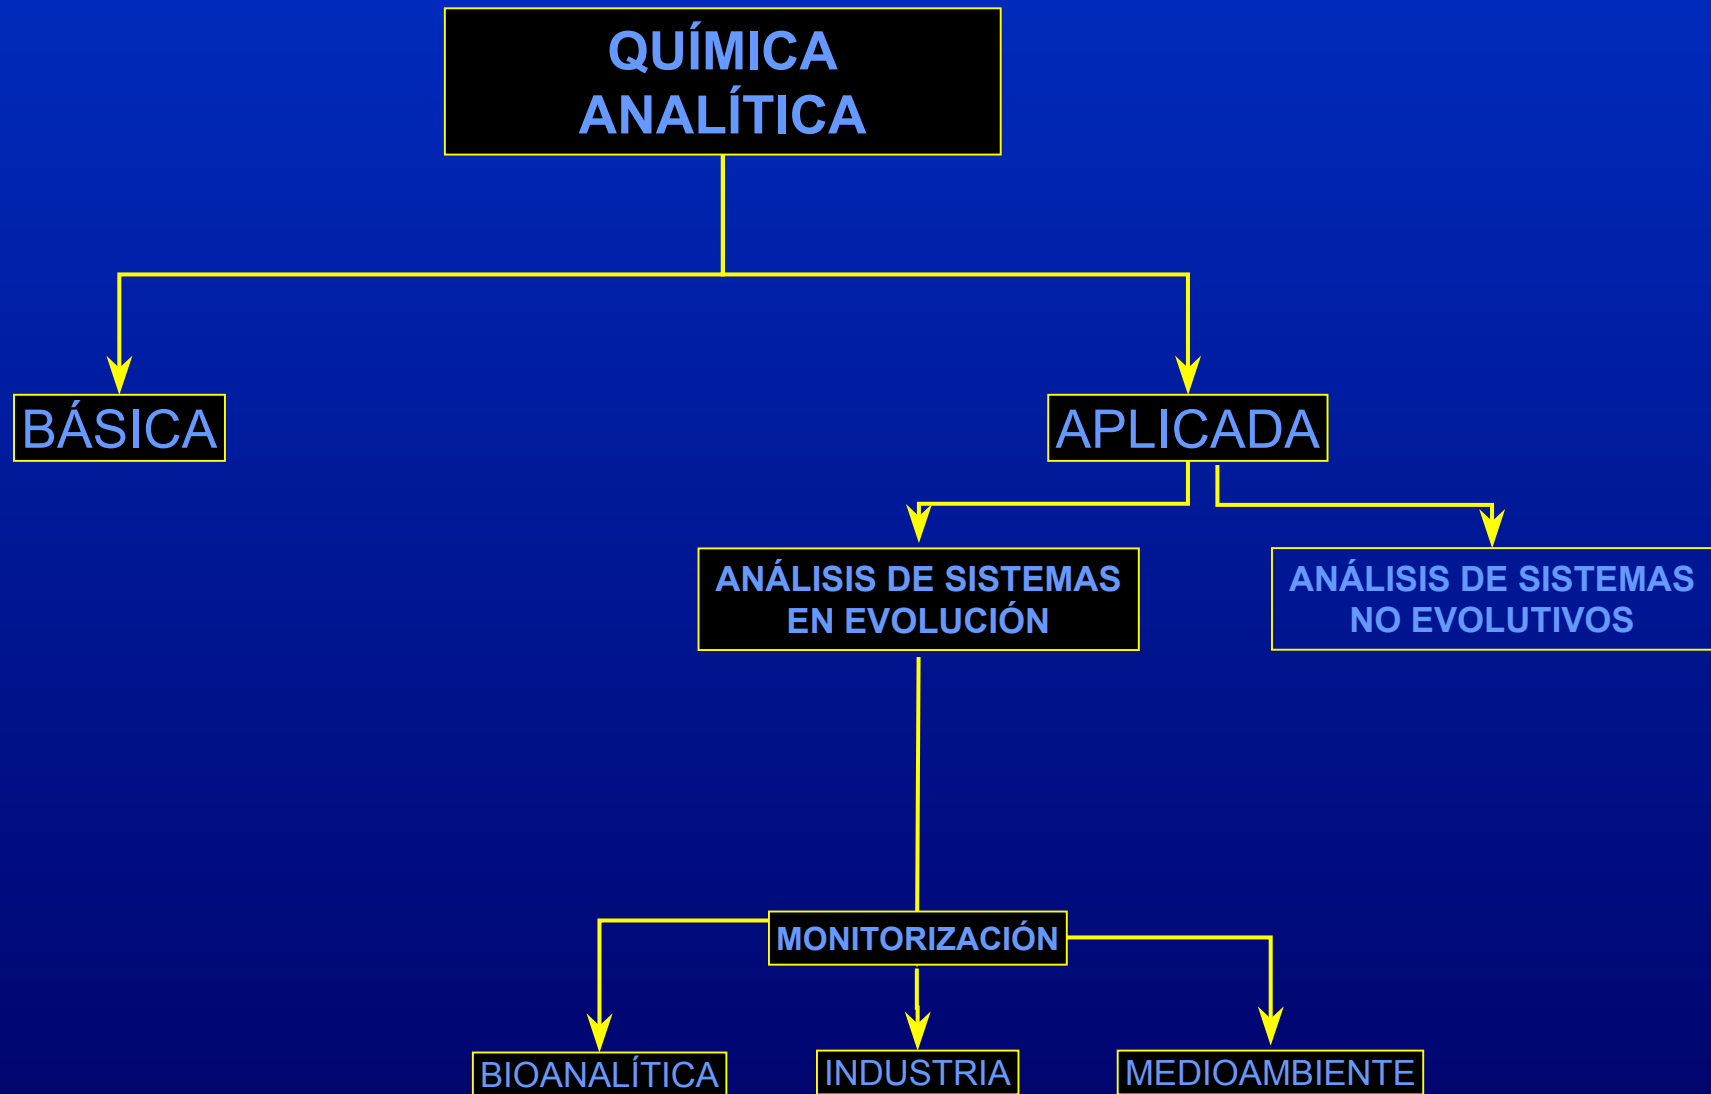 QUÍMICA
ANALÍTICA
BÁSICA
APLICADA
ANÁLISIS DE SISTEMAS
EN EVOLUCIÓN
ANÁLISIS DE SISTEMAS
NO EVOLUTIVOS
MONITORIZACIÓN
BIOANALÍTICA
INDUSTRIA
MEDIOAMBIENTE